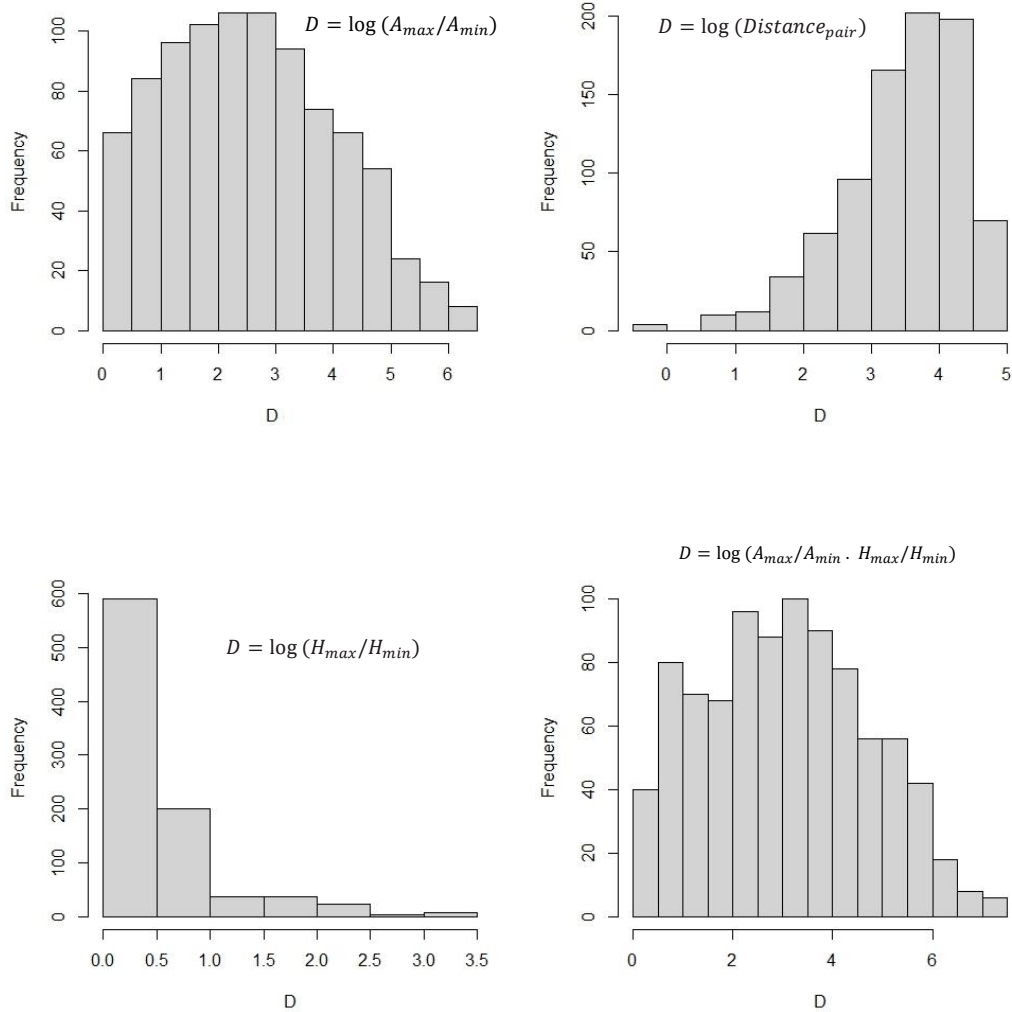 D = log (A_max/A_min)
Frequency
0
20
40
60
80
100
0 1 2 3 4 5 6
D
D = log (Distance_pair)
Frequency
0
50
100
150
200
0 1 2 3 4 5
D
D = log (H_max/H_min)
Frequency
0
100
200
300
400
500
600
0.0 0.5 1.0 1.5 2.0 2.5 3.0 3.5
D
D = log (A_max/A_min . H_max/H_min)
Frequency
0
20
40
60
80
100
0 2 4 6
D